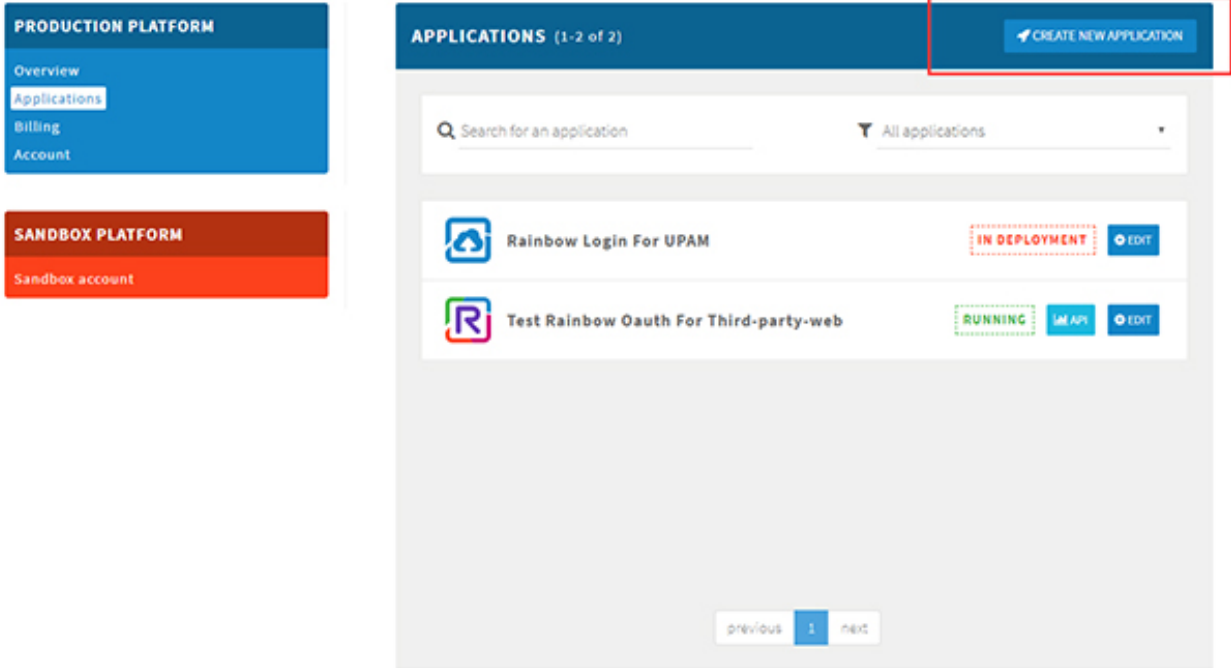 PRODUCTION PLATFORM
Overview
Applications
Billing
Account
SANDBOX PLATFORM
Sandbox account
APPLICATIONS (1-2 of 2)
CREATE NEW APPLICATION
Search for an application
All applications
Rainbow Login For UPAM
IN DEPLOYMENT
EDIT
Test Rainbow Oauth For Third-party-web
RUNNING
API
EDIT
previous 1 next